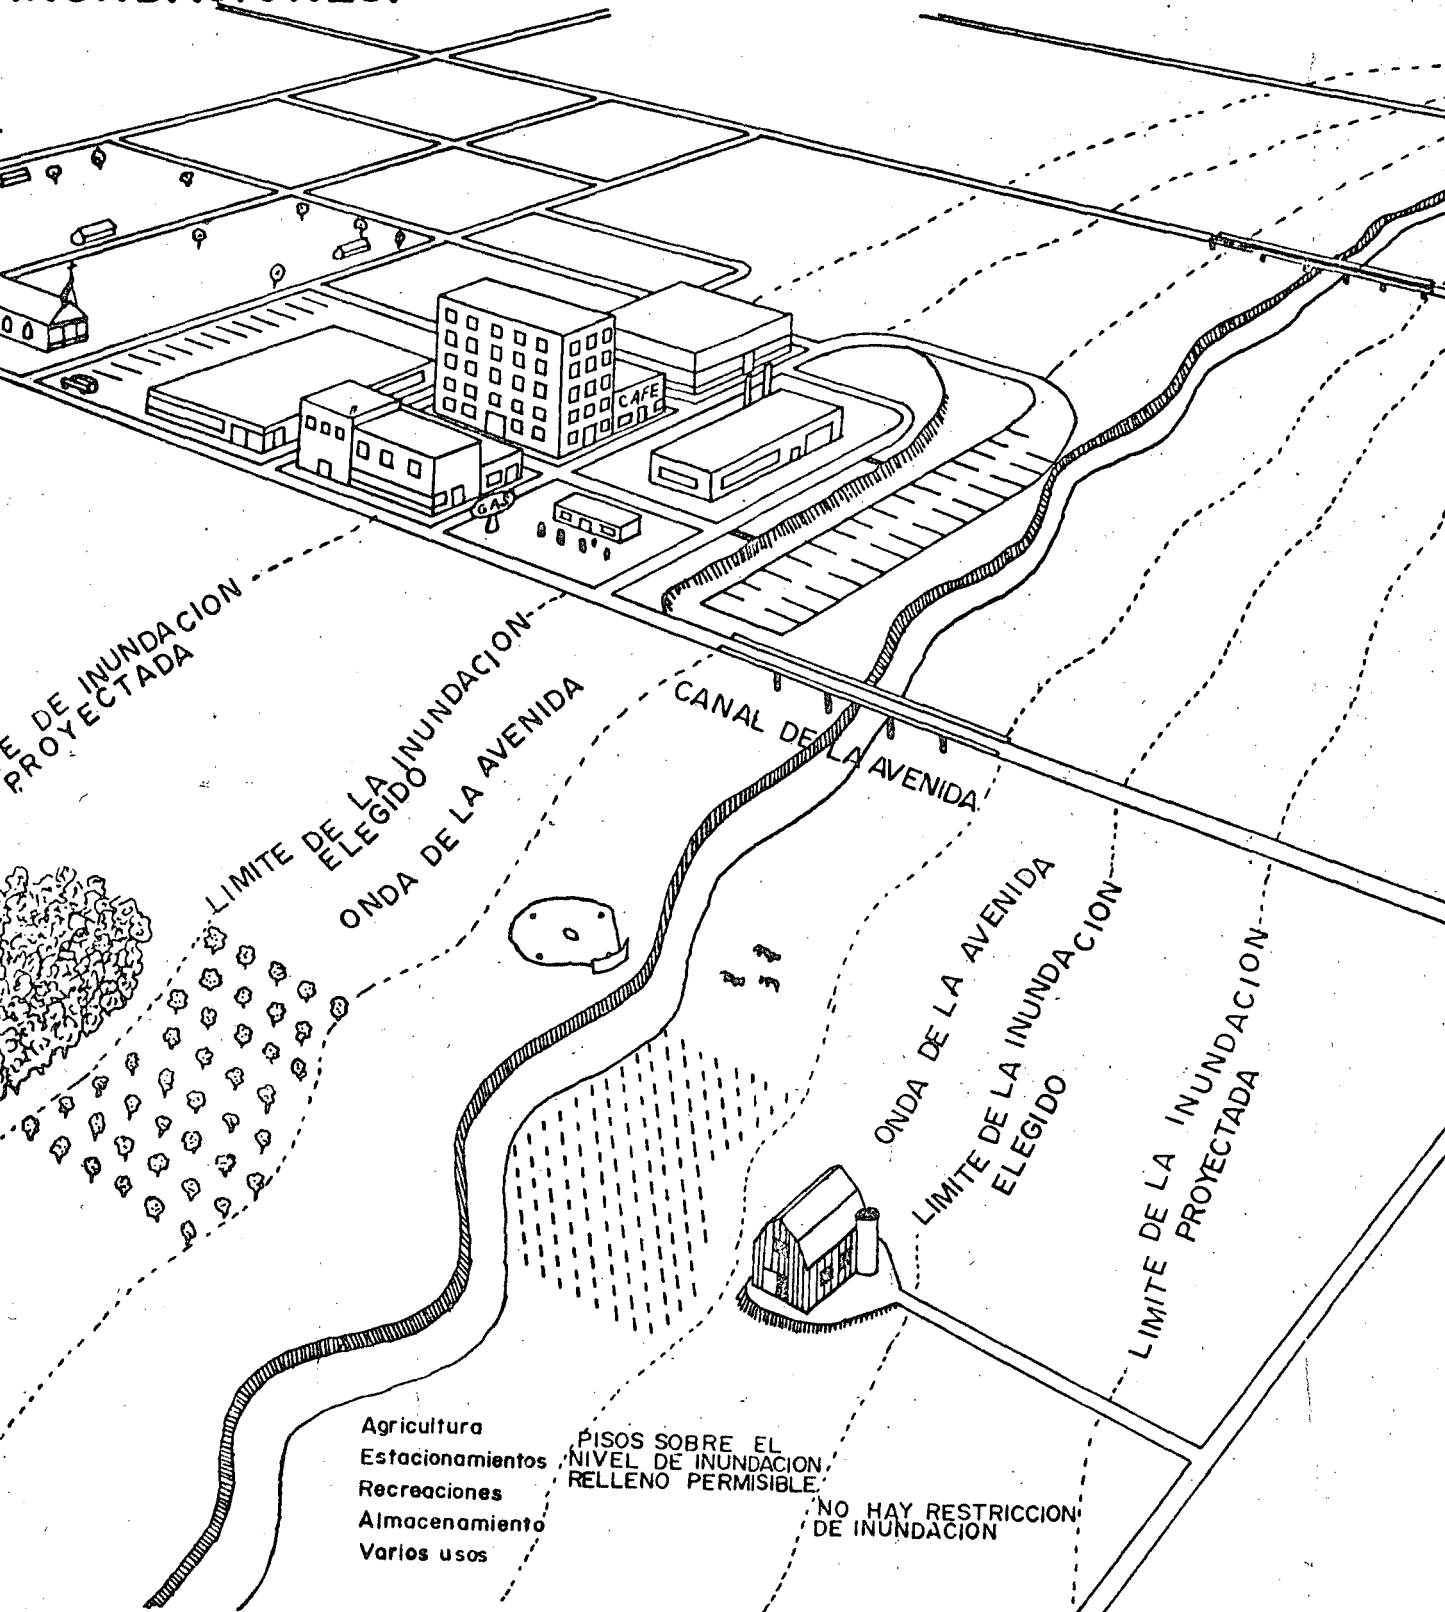 CAFE
GAS
E DE INUNDACION
PROYECTADA
LIMITE DE LA INUNDACION
ELEGIDO
ONDA DE LA AVENIDA
CANAL DE LA AVENIDA
ONDA DE LA AVENIDA
LIMITE DE LA INUNDACION
ELEGIDO
LIMITE DE LA INUNDACION
PROYECTADA
Agricultura
Estacionamientos
Recreaciones
Almacenamiento
Varios usos
PISOS SOBRE EL
NIVEL DE INUNDACION
RELLENO PERMISIBLE
NO HAY RESTRICCION
DE INUNDACION